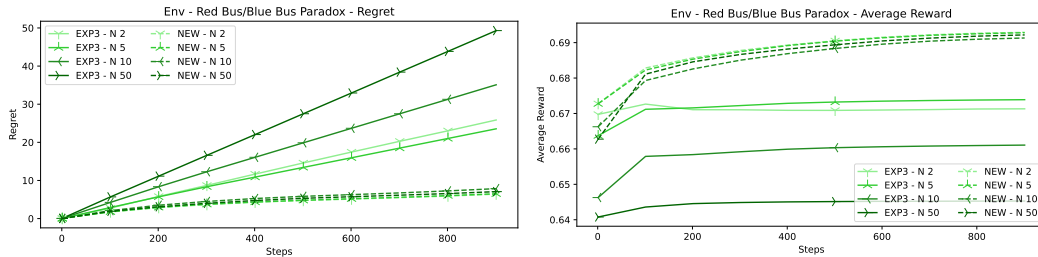 Env - Red Bus/Blue Bus Paradox - Regret
EXP3 - N 2
EXP3 - N 5
EXP3 - N 10
EXP3 - N 50
NEW - N 2
NEW - N 5
NEW - N 10
NEW - N 50
50
40
30
20
10
0
Regret
0
200
400
600
800
Steps
Env - Red Bus/Blue Bus Paradox - Average Reward
0.69
0.68
0.67
0.66
0.65
0.64
Average Reward
EXP3 - N 2
EXP3 - N 5
EXP3 - N 10
EXP3 - N 50
NEW - N 2
NEW - N 5
NEW - N 10
NEW - N 50
0
200
400
600
800
Steps